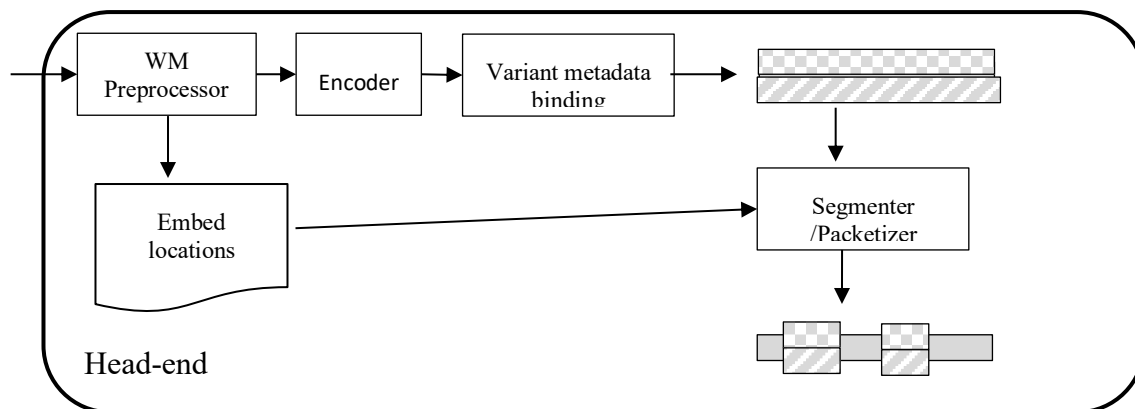 WM
Preprocessor
Encoder
Variant metadata
binding
Embed
locations
Segmenter
/Packetizer
Head-end